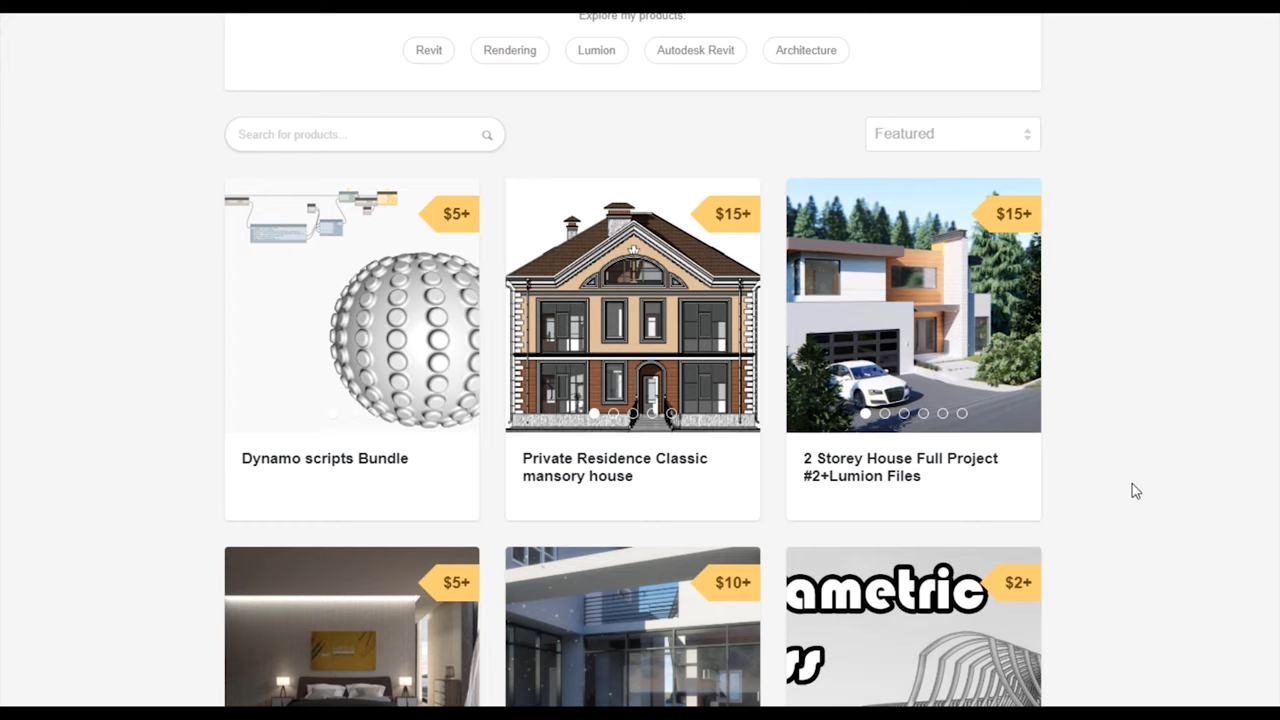 Explore my products.
Revit
Rendering
Lumion
Autodesk Revit
Architecture
Search for products...
Featured
$5+
$15+
$15+
Dynamo scripts Bundle
Private Residence Classic
mansory house
2 Storey House Full Project
#2+Lumion Files
$5+
$10+
$2+
ametric